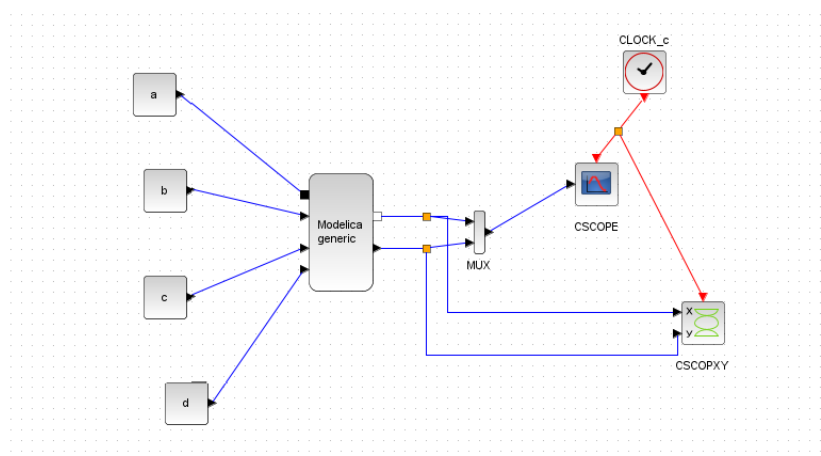 CLOCK_c
a
b
Modelica
generic
CSCOPE
MUX
c
x
y
CSCOPXY
d